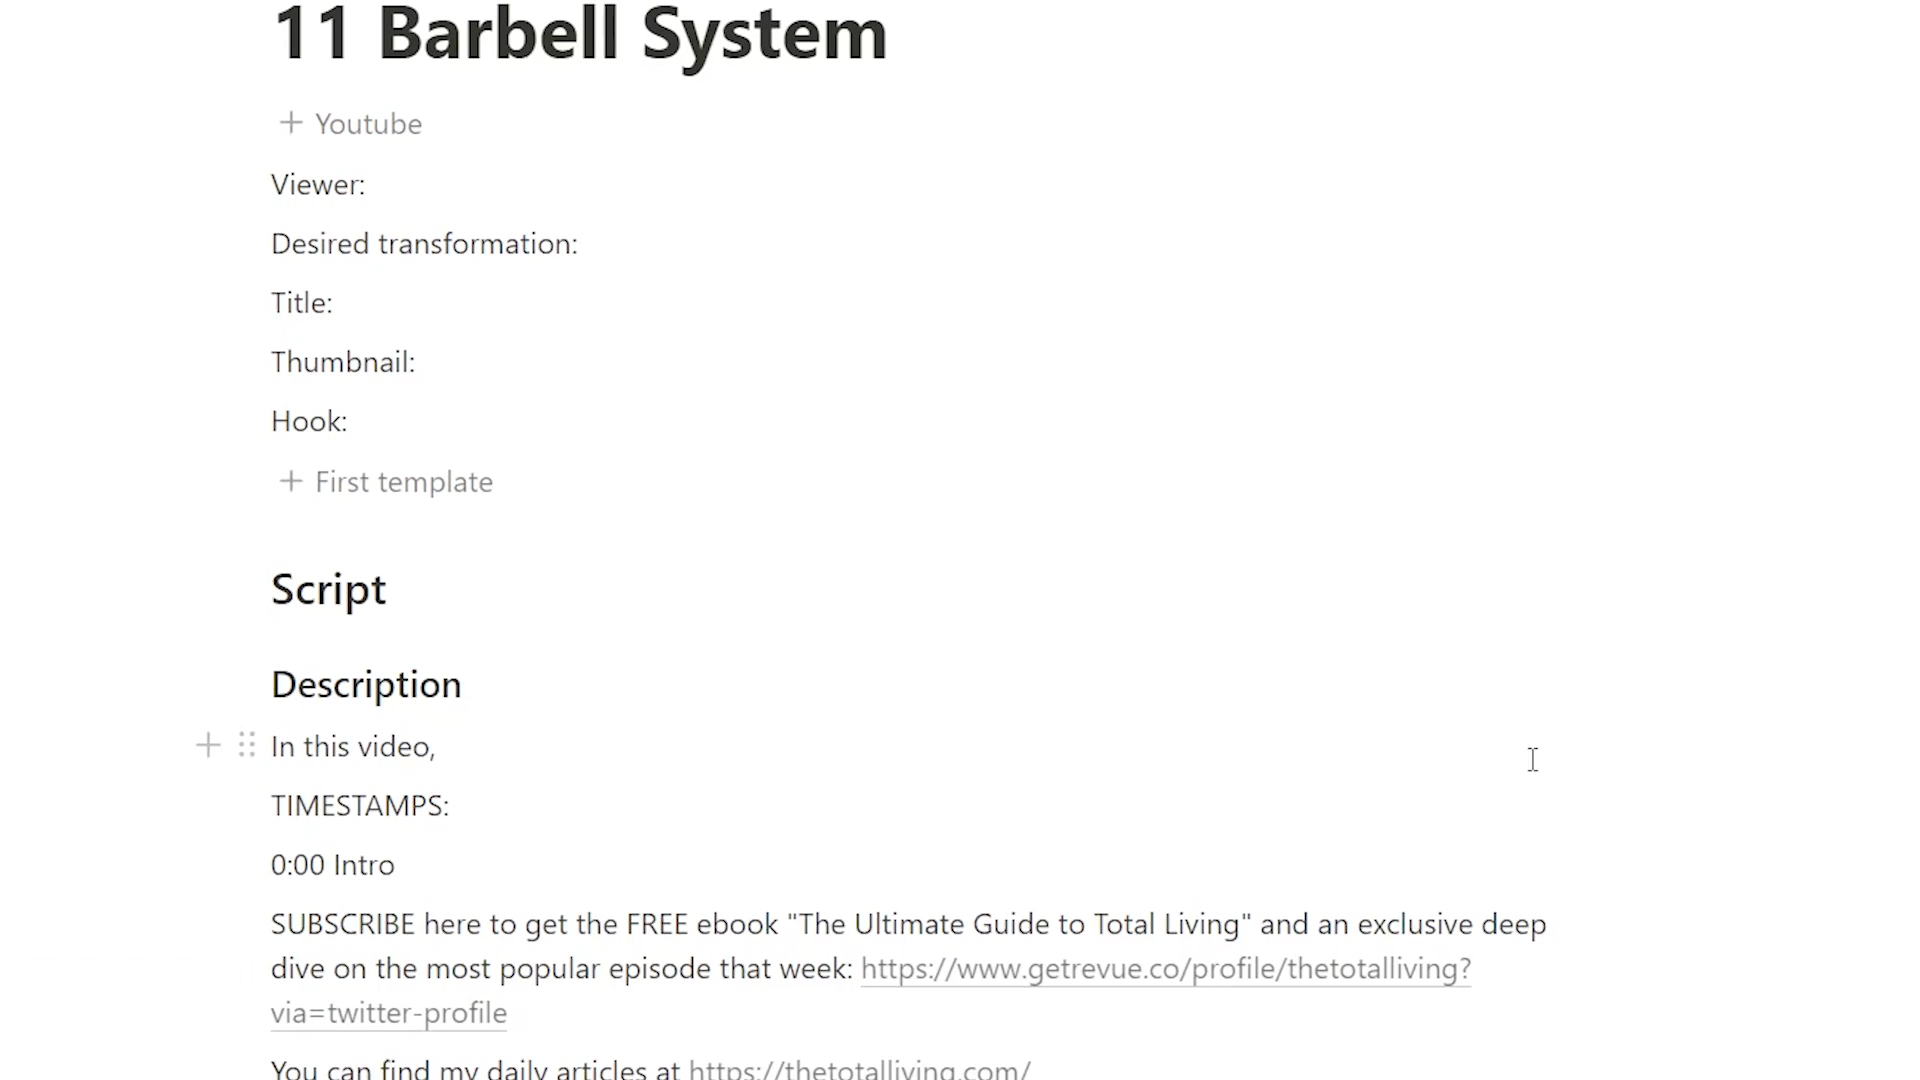 11 Barbell System
Youtube
Viewer:
Desired transformation:
Title:
Thumbnail:
Hook:
First template
Script
Description
In this video,
TIMESTAMPS:
0:00 Intro
SUBSCRIBE here to get the FREE ebook "The Ultimate Guide to Total Living" and an exclusive deep
dive on the most popular episode that week: https://www.getrevue.co/profile/thetotalliving?
via=twitter-profile
You can find my daily articles at https://thetotalliving.com/